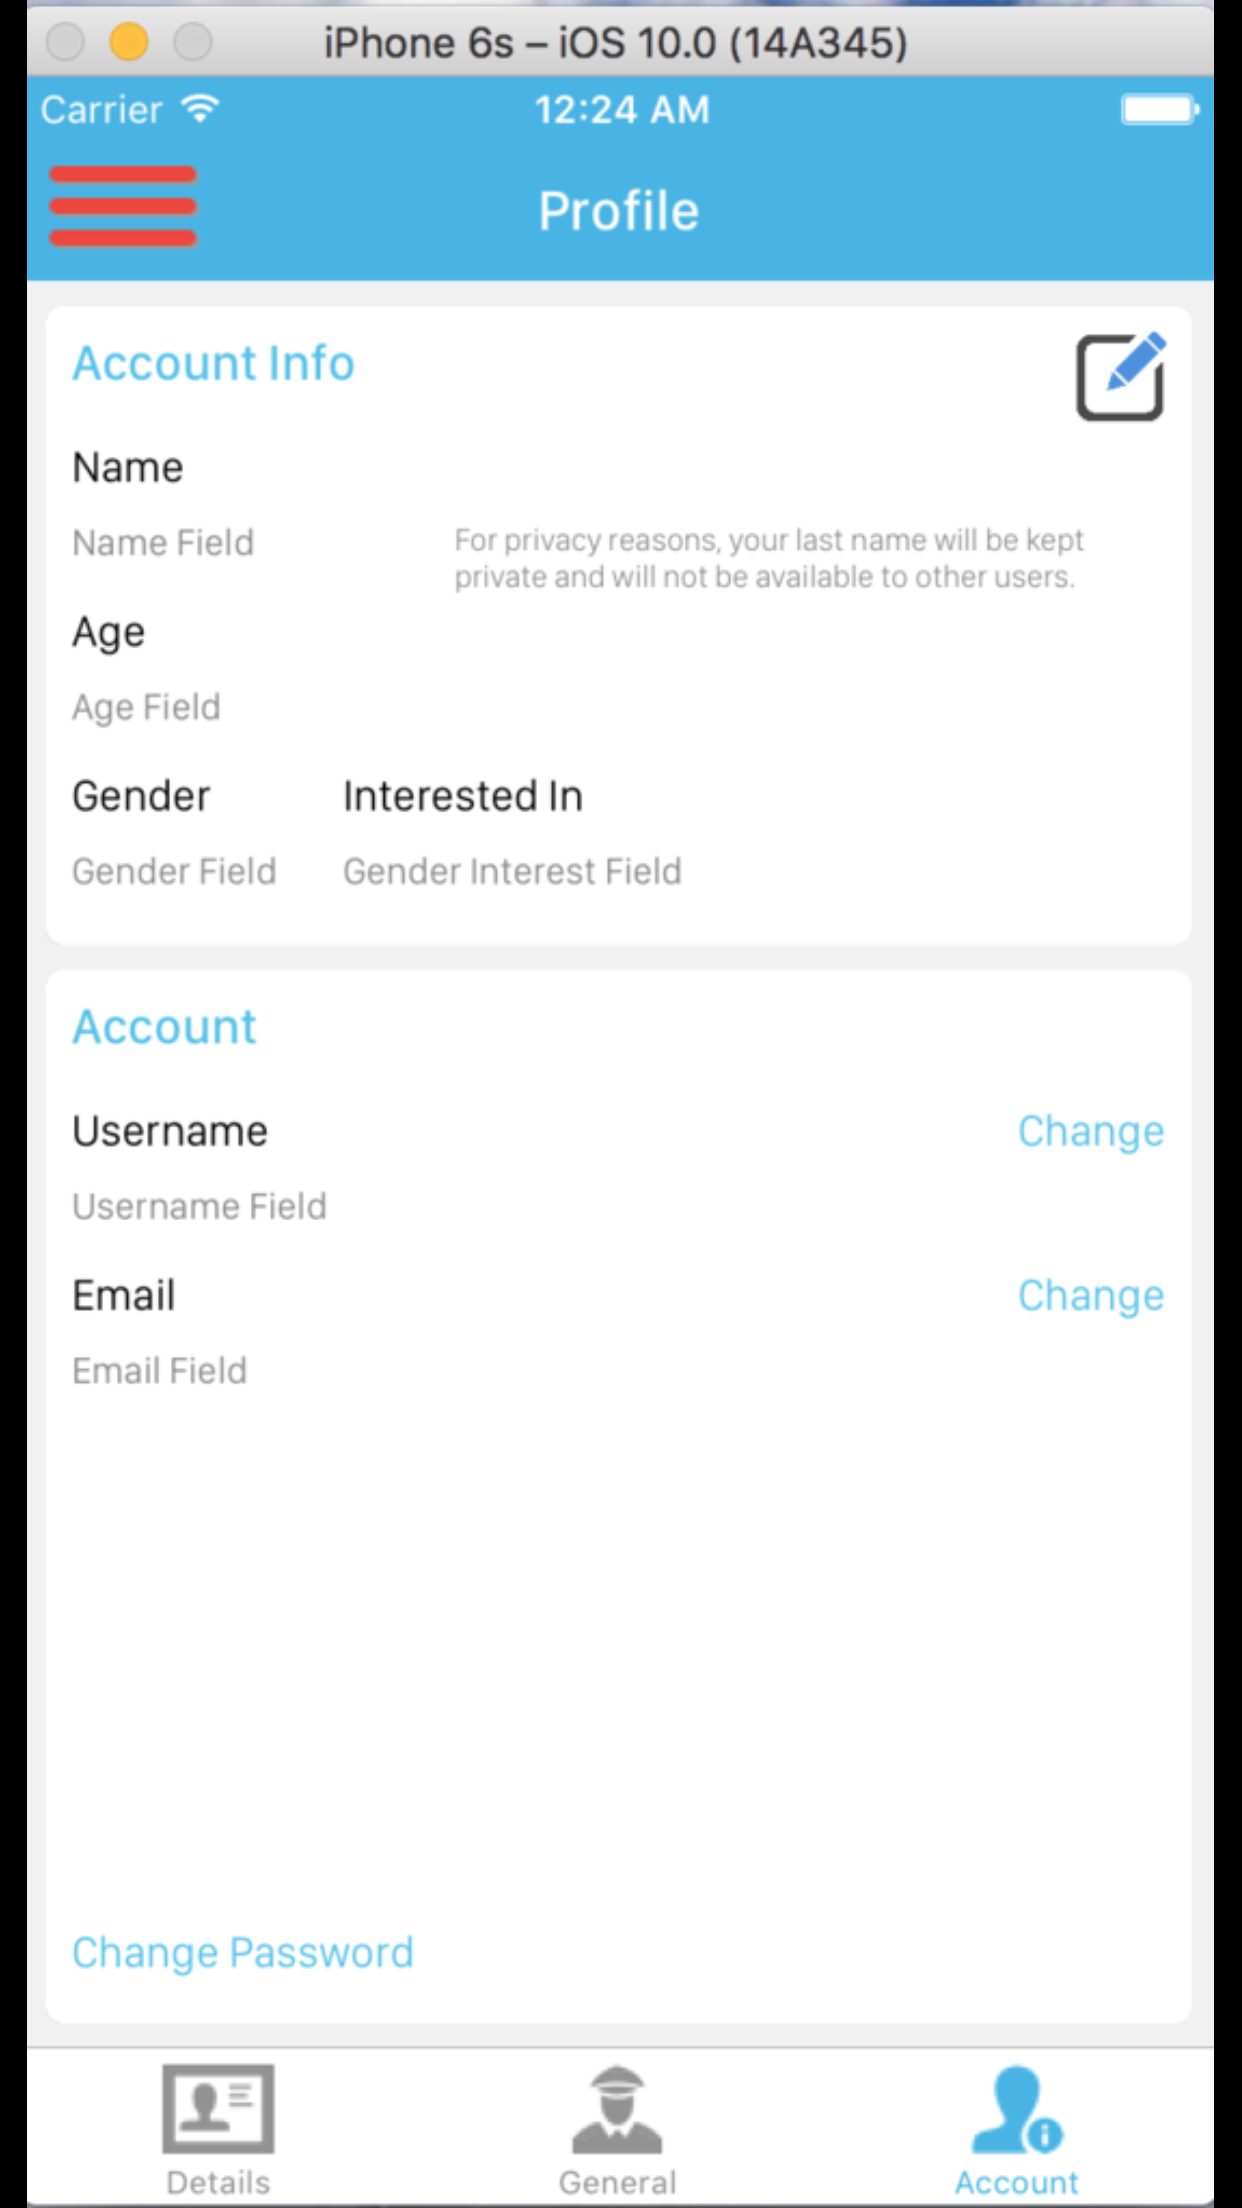 iPhone 6s – iOS 10.0 (14A345)
Carrier 12:24 AM
Profile
Account Info
Name
Name Field
For privacy reasons, your last name will be kept
private and will not be available to other users.
Age
Age Field
Gender Interested In
Gender Field Gender Interest Field
Account
Username Change
Username Field
Email Change
Email Field
Change Password
Details General Account